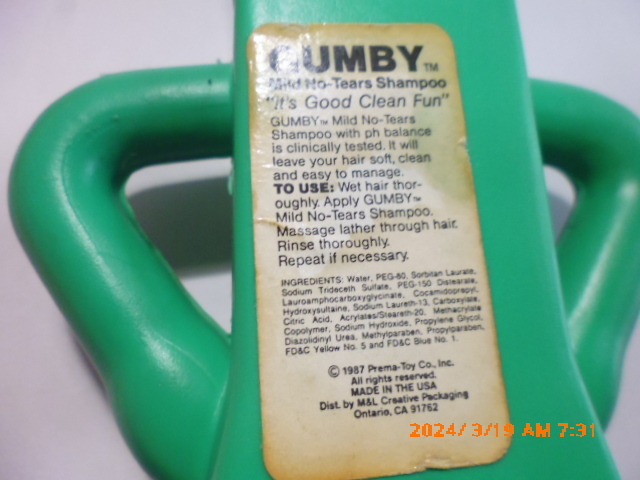 GUMBY™
Mild No-Tears Shampoo
"It's Good Clean Fun"
GUMBY™ Mild No-Tears
Shampoo with ph balance
is clinically tested. It will
leave your hair soft, clean
and easy to manage.
TO USE: Wet hair thor-
oughly. Apply GUMBY™
Mild No-Tears Shampoo.
Massage lather through hair.
Rinse thoroughly.
Repeat if necessary.
INGREDIENTS: Water, PEG-80, Sorbitan Laurate,
Sodium Trideceth Sulfate, PEG-150 Distearate,
Lauroamphocarboxyglycinate, Cocamidopropyl,
Hydroxysultaine, Sodium Laureth-13, Carboxylate,
Citric Acid, Acrylates/Steareth-20, Methacrylate
Copolymer, Sodium Hydroxide, Propylene Glycol,
Diazolidinyl Urea, Methylparaben, Propylparaben,
FD&C Yellow No. 5 and FD&C Blue No. 1.
© 1987 Prema-Toy Co., Inc.
All rights reserved.
MADE IN THE USA
Dist. by M&L Creative Packaging
Ontario, CA 91762
2024/ 3/19 AM 7:31